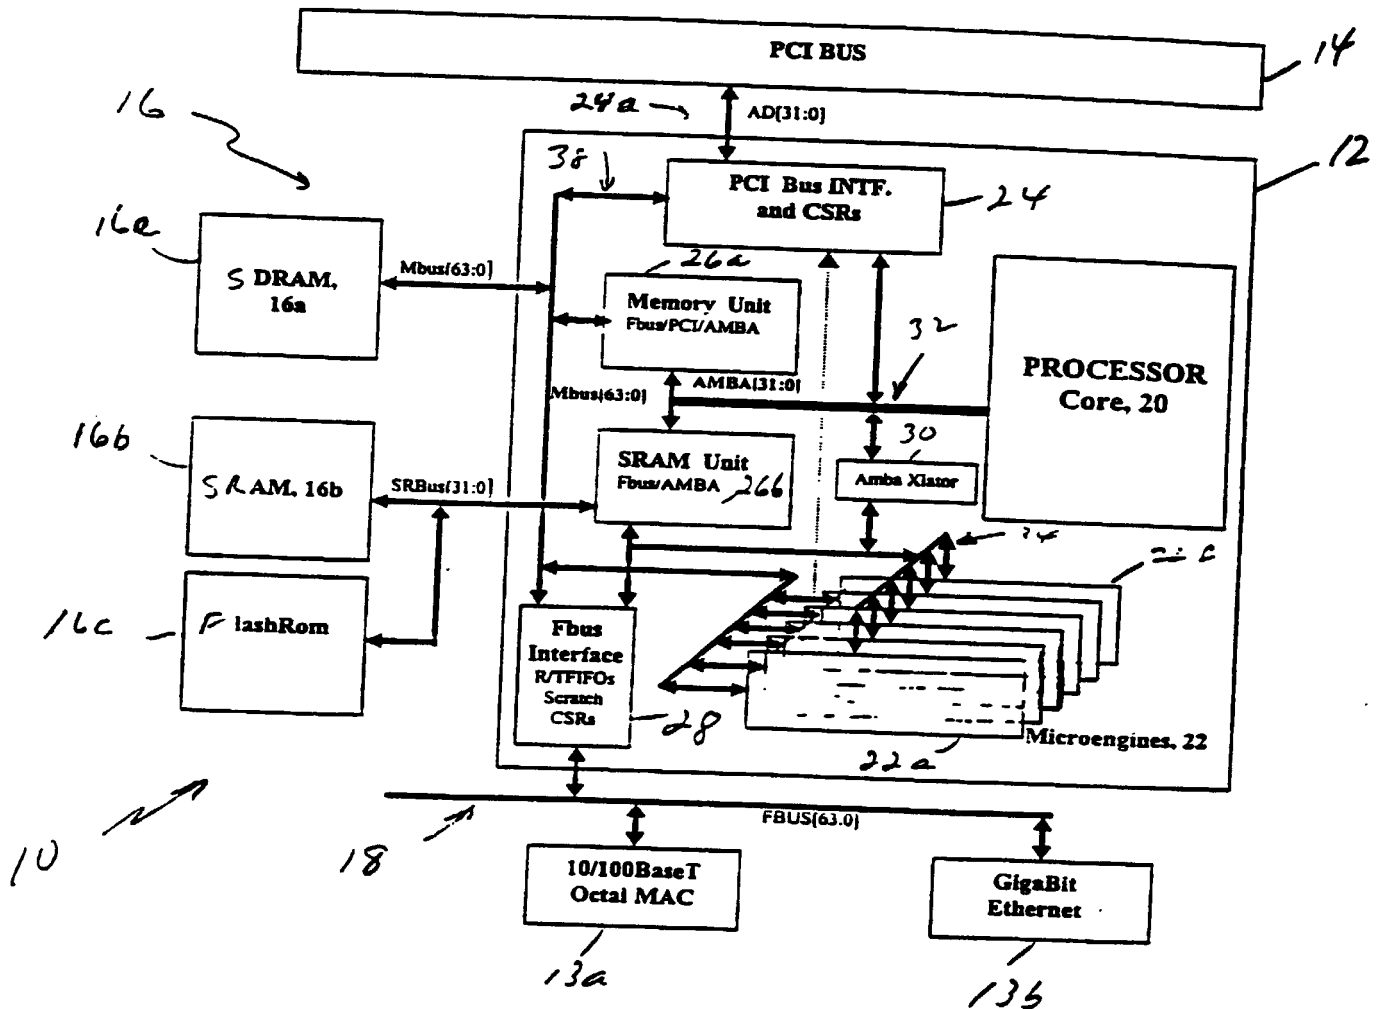 PCI BUS
14
24a
AD[31:0]
16
38
12
PCI Bus INTF.
and CSRs
24
16a
S DRAM,
16a
Mbus[63:0]
26a
Memory Unit
Fbus/PCI/AMBA
32
PROCESSOR
Core, 20
Mbus[63:0]
AMBA[31:0]
16b
SRAM, 16b
SRBus[31:0]
SRAM Unit
Fbus/AMBA
26b
30
Amba Xlator
34
16c
FlashRom
Fbus
Interface
R/TFIFOs
Scratch
CSRs
28
Microengines, 22
22a
10
18
FBUS[63.0]
10/100BaseT
Octal MAC
GigaBit
Ethernet
13a
13b